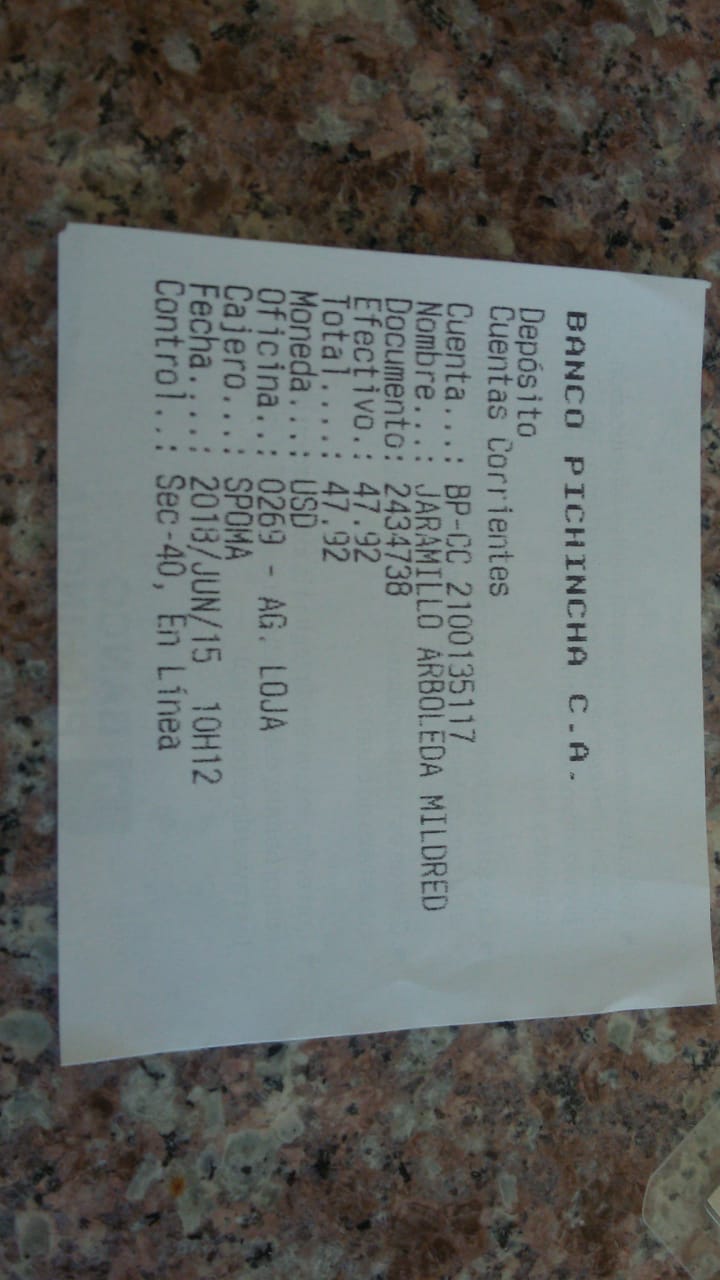 BANCO PICHINCHA C.A.
Depósito
Cuentas Corrientes
Cuenta...: BP-CC 2100135117
Nombre...: JARAMILLO ARBOLEDA MILDRED
Documento: 2434738
Efectivo.: 47.92
Total....: 47.92
Moneda...: USD
Oficina..: 0269 - AG. LOJA
Cajero...: SPOMA
Fecha....: 2018/JUN/15 10H12
Control..: Sec-40, En Línea